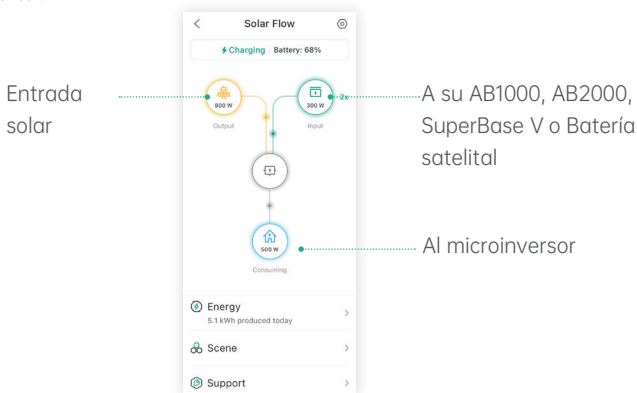 Solar Flow
Charging Battery: 68%
Entrada
solar
800 W
Output
300 W
2x
Input
A su AB1000, AB2000,
SuperBase V o Batería
satelital
500 W
Consuming
Al microinversor
Energy
5.1 kWh produced today
Scene
Support